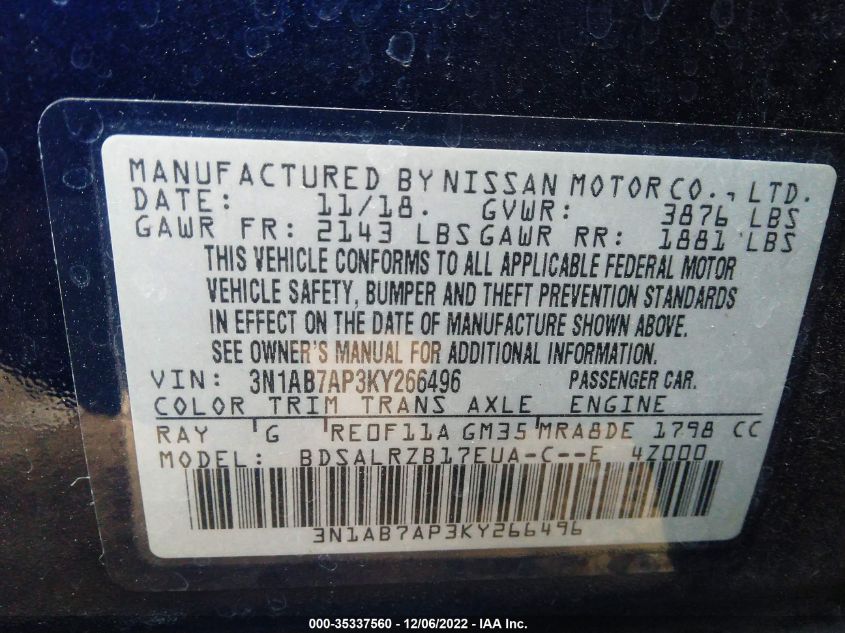 MANUFACTURED BY NISSAN MOTOR CO., LTD.
DATE: 11/18. GVWR: 3876 LBS
GAWR FR: 2143 LBS GAWR RR: 1881 LBS
THIS VEHICLE CONFORMS TO ALL APPLICABLE FEDERAL MOTOR
VEHICLE SAFETY, BUMPER AND THEFT PREVENTION STANDARDS
IN EFFECT ON THE DATE OF MANUFACTURE SHOWN ABOVE.
SEE OWNER'S MANUAL FOR ADDITIONAL INFORMATION.
VIN: 3N1AB7AP3KY266496 PASSENGER CAR.
COLOR TRIM TRANS AXLE ENGINE
RAY G RE0F11A GM35 MRA8DE 1798 CC
MODEL: BDSALRZB17EUA-C--E 4Z000
3N1AB7AP3KY266496
000-35337560 - 12/06/2022 - IAA Inc.